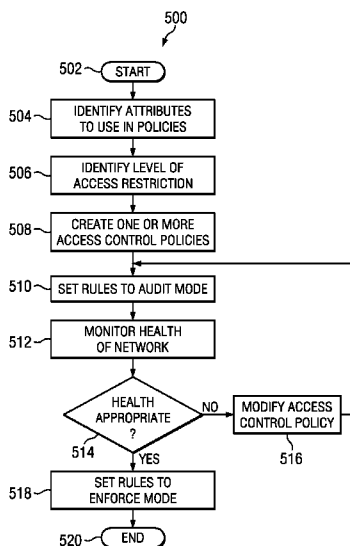 500
502
START
504
IDENTIFY ATTRIBUTES
TO USE IN POLICIES
506
IDENTIFY LEVEL OF
ACCESS RESTRICTION
508
CREATE ONE OR MORE
ACCESS CONTROL POLICIES
510
SET RULES TO AUDIT MODE
512
MONITOR HEALTH
OF NETWORK
HEALTH
APPROPRIATE
?
514
NO
MODIFY ACCESS
CONTROL POLICY
516
YES
518
SET RULES TO
ENFORCE MODE
520
END